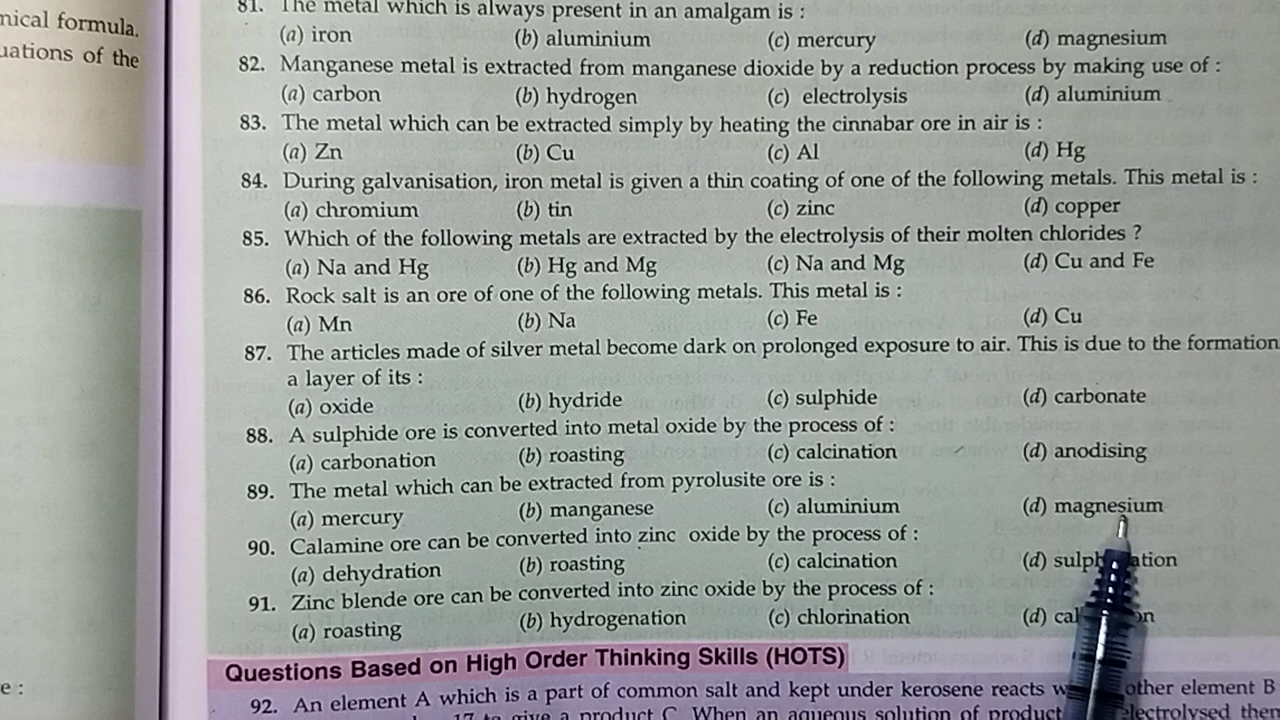 nical formula.
uations of the
e :
81. The metal which is always present in an amalgam is :
(a) iron (b) aluminium (c) mercury (d) magnesium
82. Manganese metal is extracted from manganese dioxide by a reduction process by making use of :
(a) carbon (b) hydrogen (c) electrolysis (d) aluminium
83. The metal which can be extracted simply by heating the cinnabar ore in air is :
(a) Zn (b) Cu (c) Al (d) Hg
84. During galvanisation, iron metal is given a thin coating of one of the following metals. This metal is :
(a) chromium (b) tin (c) zinc (d) copper
85. Which of the following metals are extracted by the electrolysis of their molten chlorides ?
(a) Na and Hg (b) Hg and Mg (c) Na and Mg (d) Cu and Fe
86. Rock salt is an ore of one of the following metals. This metal is :
(a) Mn (b) Na (c) Fe (d) Cu
87. The articles made of silver metal become dark on prolonged exposure to air. This is due to the formation
a layer of its :
(a) oxide (b) hydride (c) sulphide (d) carbonate
88. A sulphide ore is converted into metal oxide by the process of :
(a) carbonation (b) roasting (c) calcination (d) anodising
89. The metal which can be extracted from pyrolusite ore is :
(a) mercury (b) manganese (c) aluminium (d) magnesium
90. Calamine ore can be converted into zinc oxide by the process of :
(a) dehydration (b) roasting (c) calcination (d)
91. Zinc blende ore can be converted into zinc oxide by the process of :
(a) roasting (b) hydrogenation (c) chlorination (d)
Questions Based on High Order Thinking Skills (HOTS)
92. An element A which is a part of common salt and kept under kerosene reacts other element B
17 to give a product C. When an aqueous solution of product electrolysed then